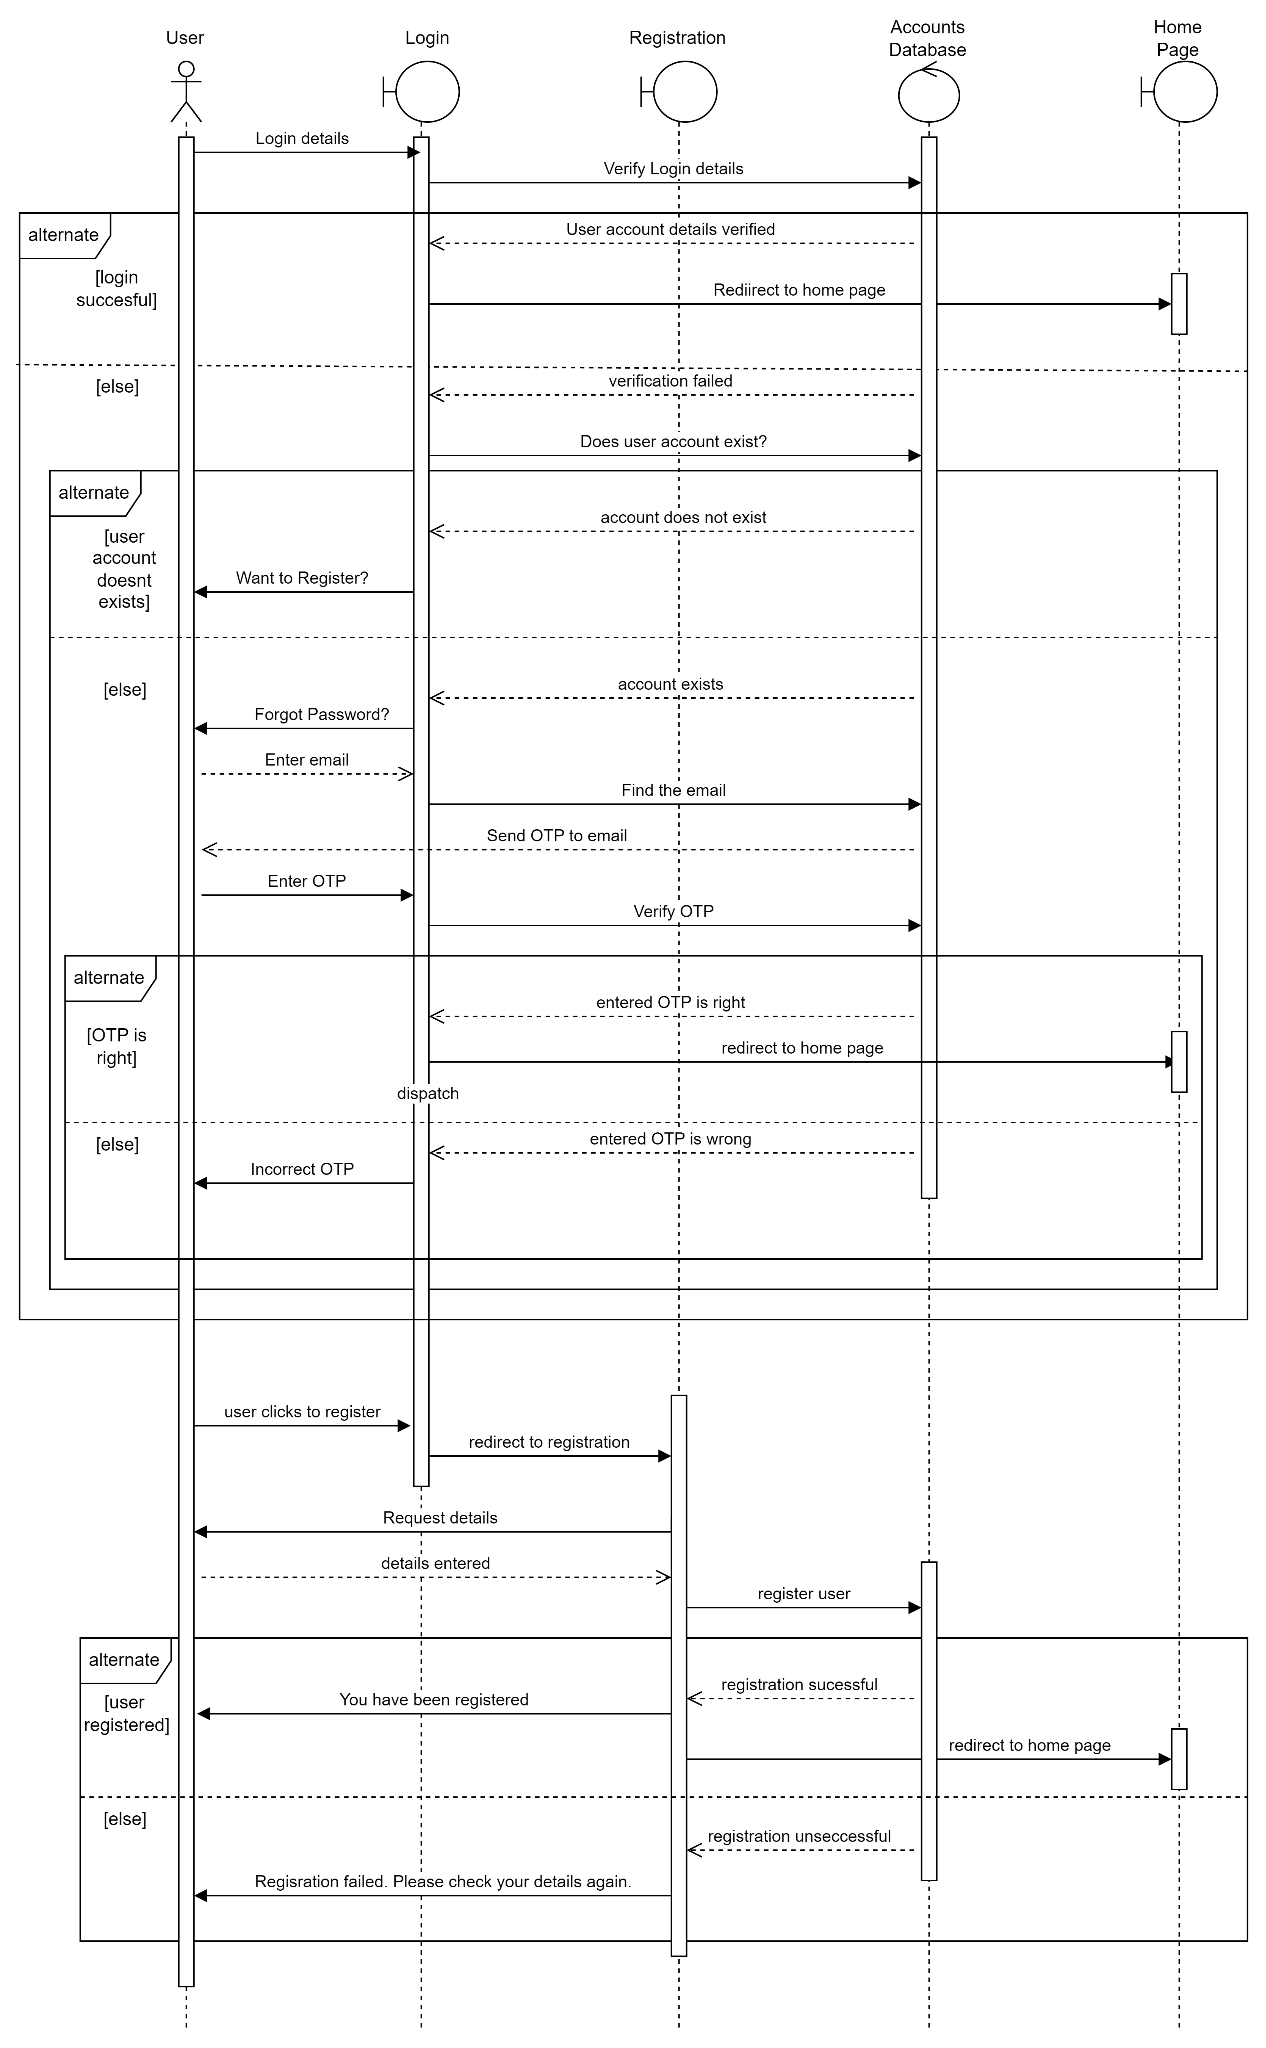 User
Login
Registration
Accounts
Database
Home
Page
Login details
Verify Login details
alternate
User account details verified
[login
succesful]
Rediirect to home page
[else]
verification failed
Does user account exist?
alternate
account does not exist
[user
account
doesnt
exists]
Want to Register?
[else]
account exists
Forgot Password?
Enter email
Find the email
Send OTP to email
Enter OTP
Verify OTP
alternate
entered OTP is right
[OTP is
right]
redirect to home page
dispatch
[else]
entered OTP is wrong
Incorrect OTP
user clicks to register
redirect to registration
Request details
details entered
register user
alternate
registration sucessful
[user
registered]
You have been registered
redirect to home page
[else]
registration unseccessful
Regisration failed. Please check your details again.